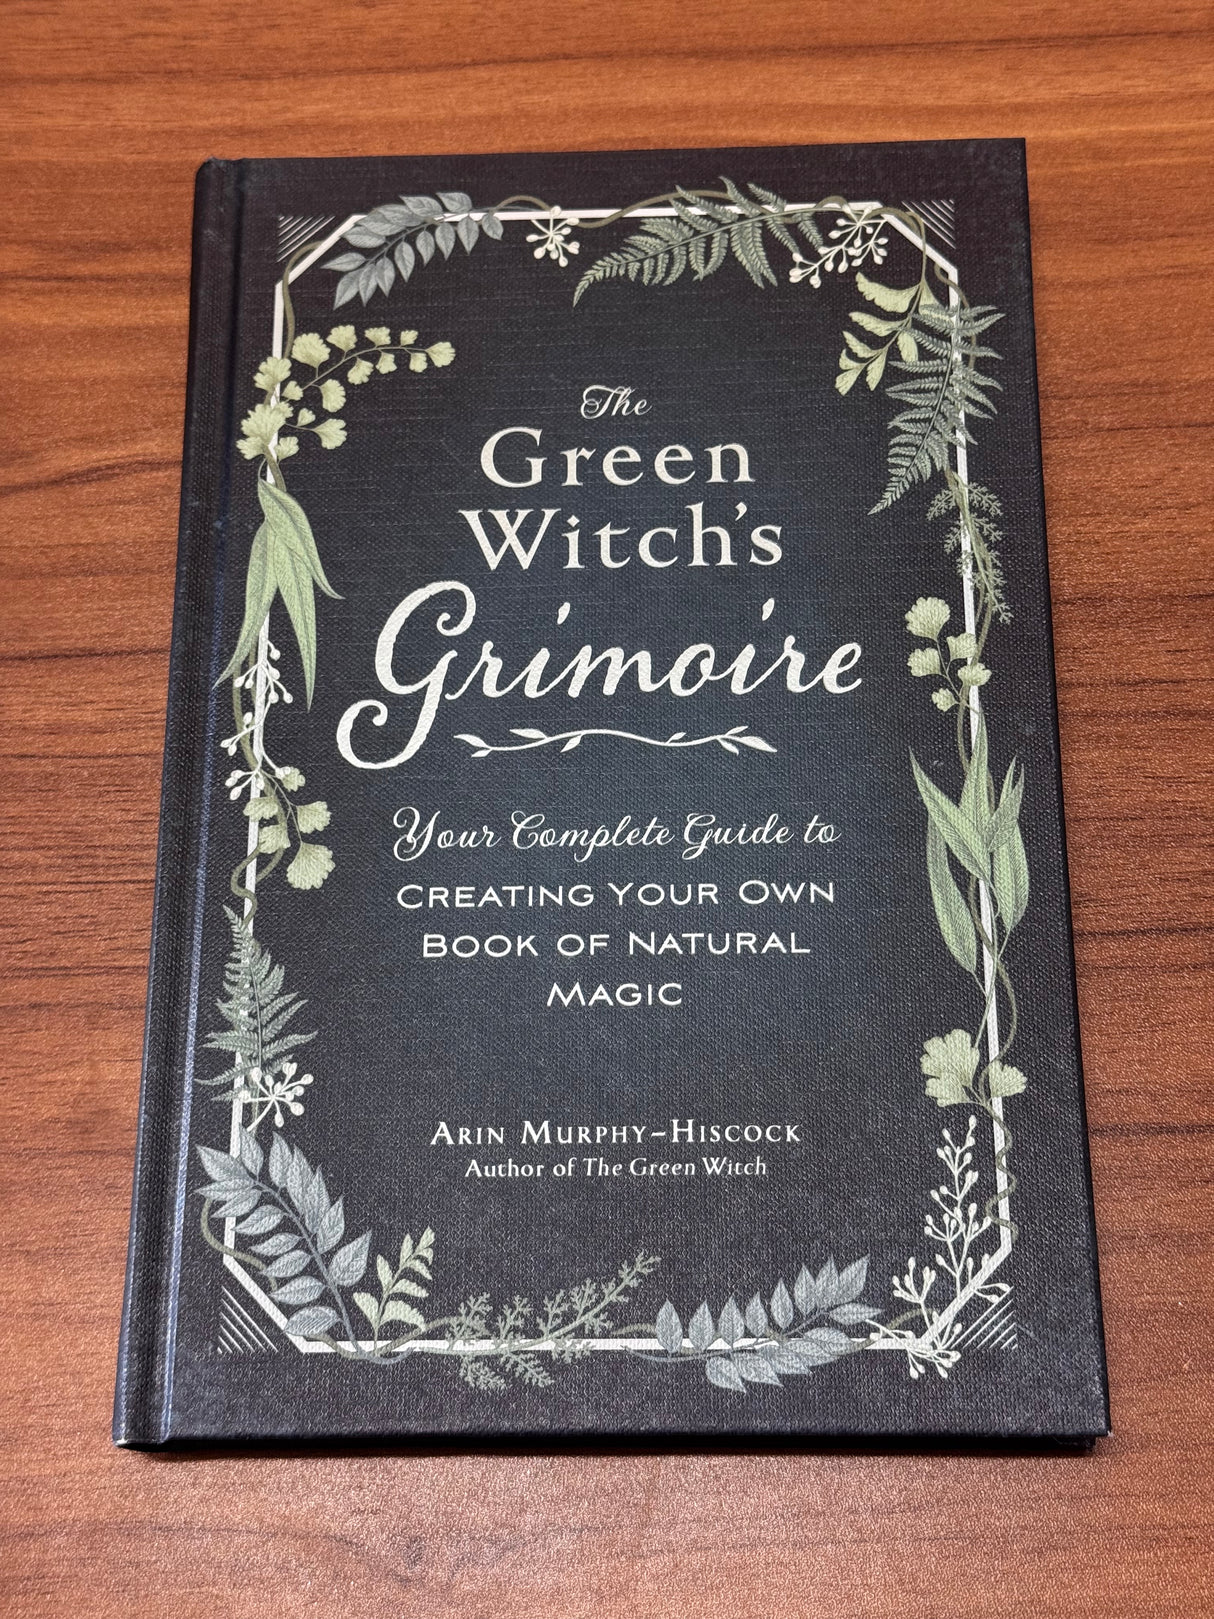 The
Green
Witch's
Grimoire
Your Complete Guide to
Creating Your Own
Book of Natural
Magic
Arin Murphy-Hiscock
Author of The Green Witch